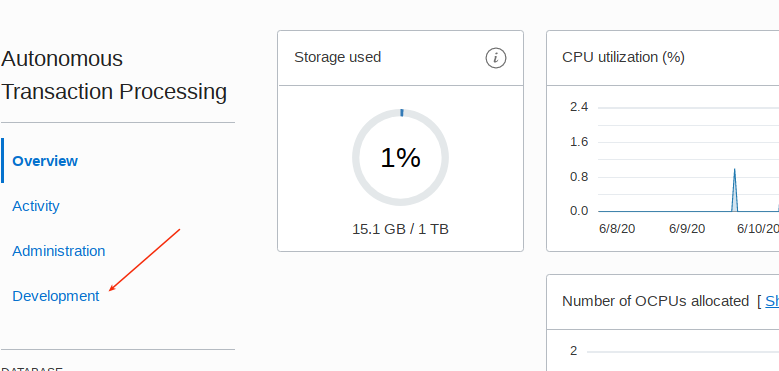 Autonomous
Transaction Processing
Overview
Activity
Administration
Development
Storage used
i
1%
15.1 GB / 1 TB
CPU utilization (%)
2.4
1.6
0.8
0.0
6/8/20 6/9/20 6/10/20
Number of OCPUs allocated [ Sh
2
DATABASE